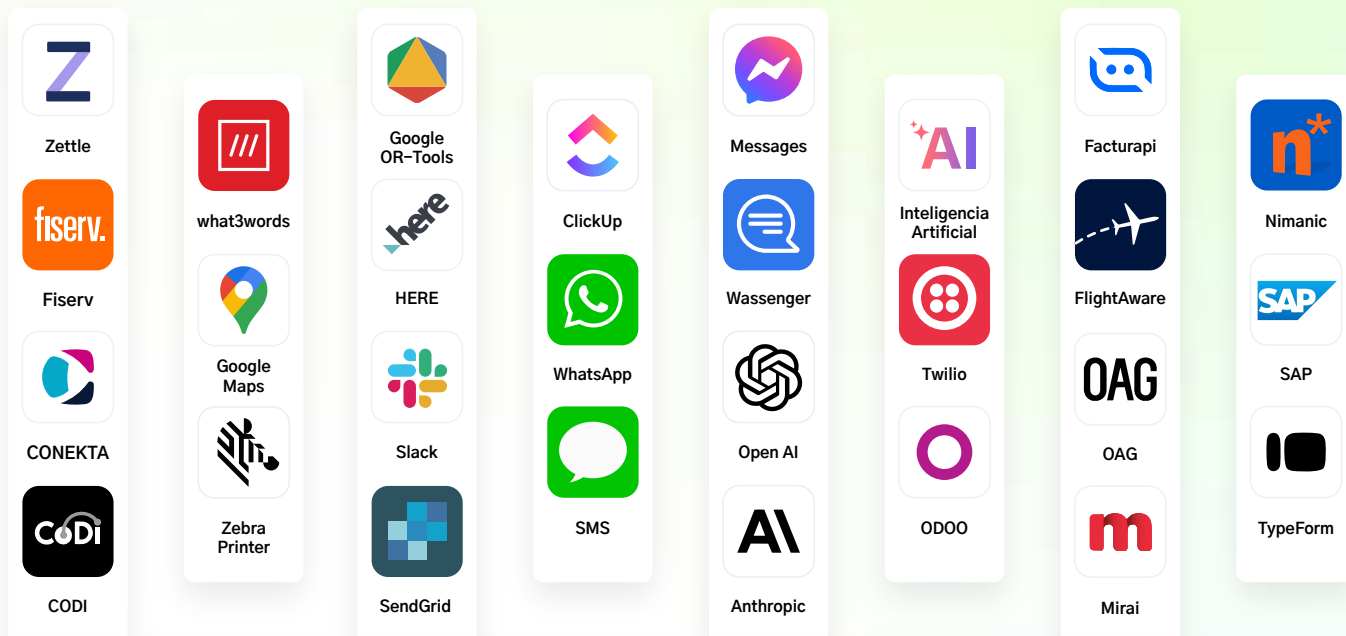 Zettle
fiserv.
Fiserv
CONEKTA
CoDi
CODI
what3words
Google
Maps
Zebra
Printer
Google
OR-Tools
here
HERE
Slack
SendGrid
ClickUp
WhatsApp
SMS
Messages
Wassenger
Open AI
Anthropic
AI
Inteligencia
Artificial
Twilio
ODOO
Facturapi
FlightAware
OAG
OAG
m
Mirai
n*
Nimanic
SAP
SAP
TypeForm